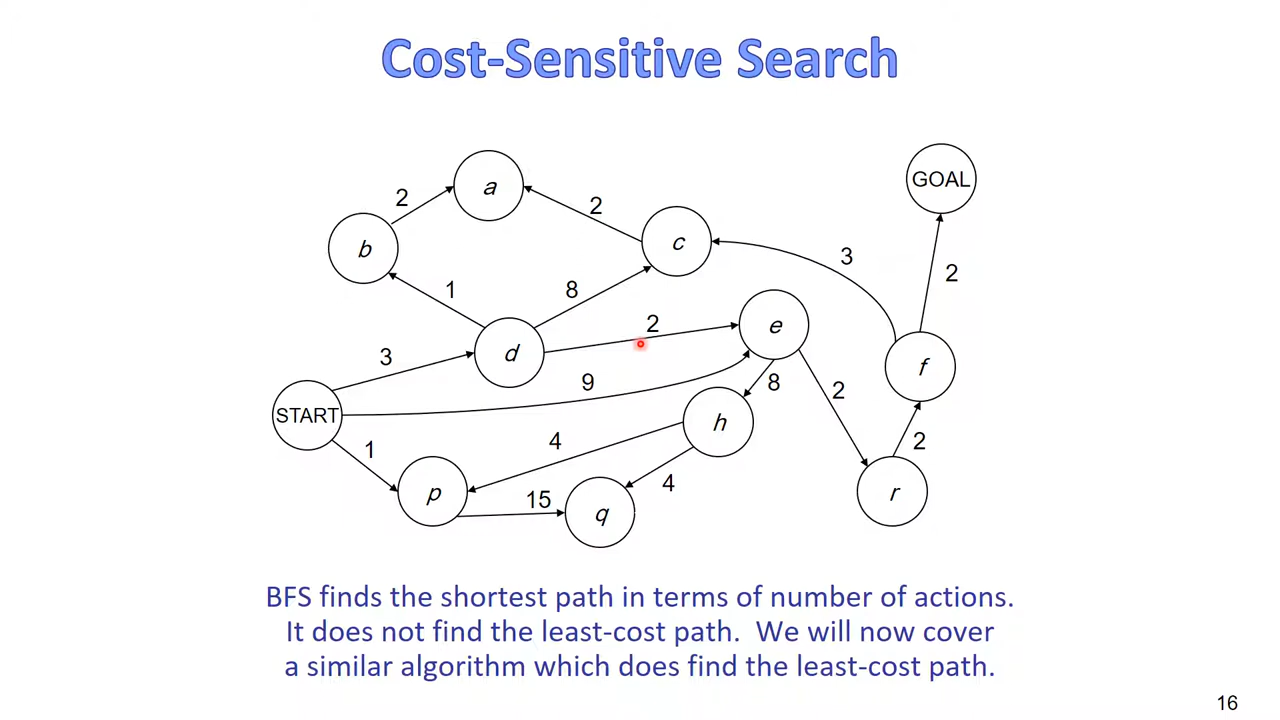 Cost-Sensitive Search
GOAL
a
2
2
b
c
3
2
1
8
2
e
d
f
3
9
8
2
START
h
2
1
4
4
p
15
q
r
BFS finds the shortest path in terms of number of actions.
It does not find the least-cost path. We will now cover
a similar algorithm which does find the least-cost path.
16